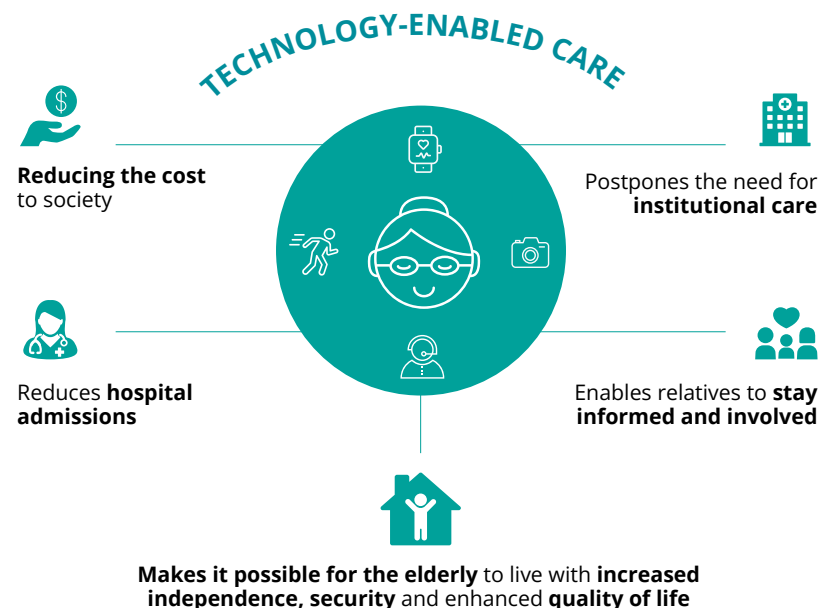 TECHNOLOGY-ENABLED CARE
$
Reducing the cost
to society
Postpones the need for
institutional care
Reduces hospital
admissions
Enables relatives to stay
informed and involved
Makes it possible for the elderly to live with increased
independence, security and enhanced quality of life